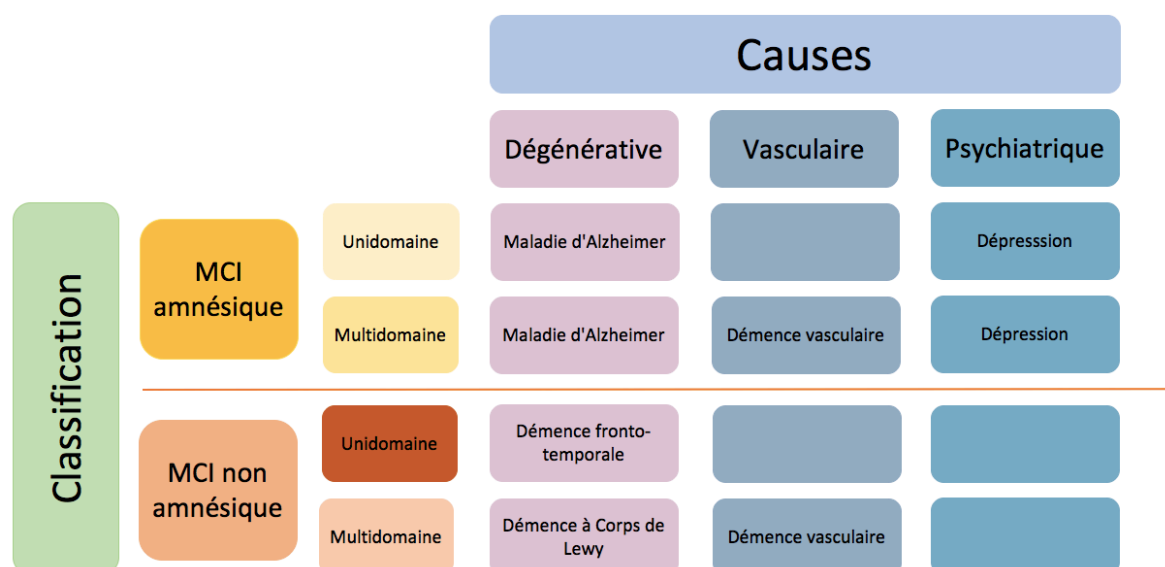 Causes
Dégénérative
Vasculaire
Psychiatrique
Classification
MCI
amnésique
Unidomaine
Maladie d'Alzheimer
Dépresssion
Multidomaine
Maladie d'Alzheimer
Démence vasculaire
Dépression
MCI non
amnésique
Unidomaine
Démence fronto-
temporale
Multidomaine
Démence à Corps de
Lewy
Démence vasculaire